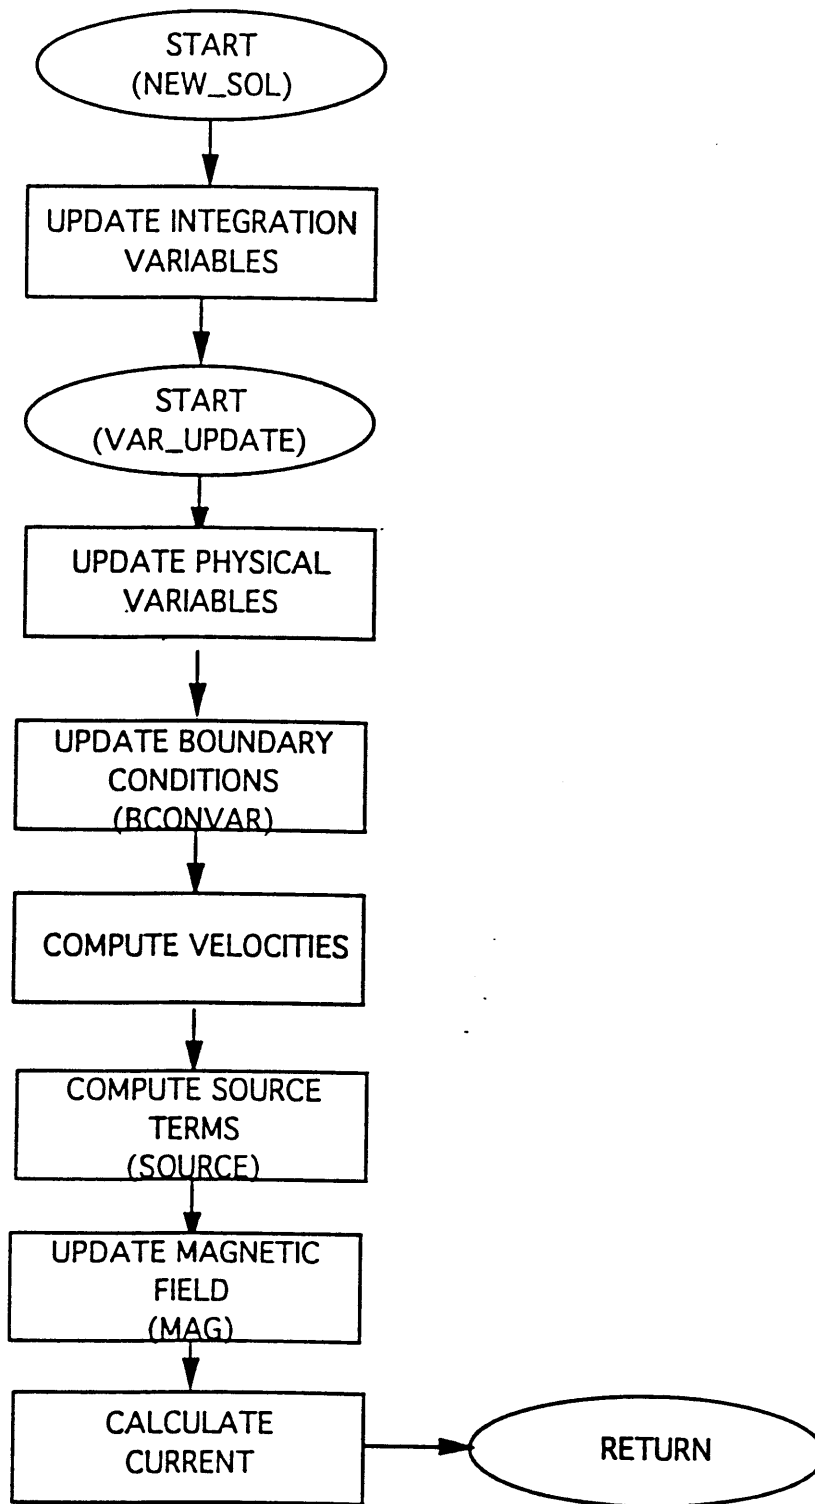 START
(NEW_SOL)
UPDATE INTEGRATION
VARIABLES
START
(VAR_UPDATE)
UPDATE PHYSICAL
VARIABLES
UPDATE BOUNDARY
CONDITIONS
(BCONVAR)
COMPUTE VELOCITIES
COMPUTE SOURCE
TERMS
(SOURCE)
UPDATE MAGNETIC
FIELD
(MAG)
CALCULATE
CURRENT
RETURN